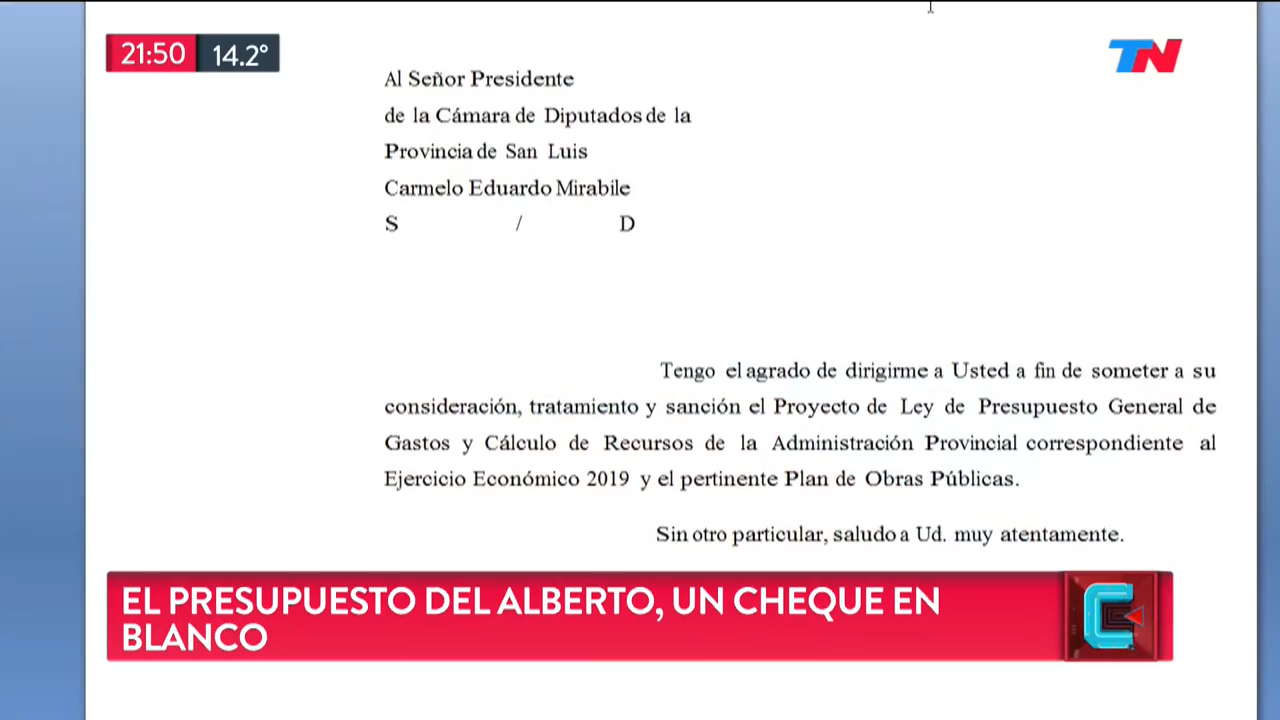 21:50 14.2°
TN
Al Señor Presidente
de la Cámara de Diputados de la
Provincia de San Luis
Carmelo Eduardo Mirabile
S / D
Tengo el agrado de dirigirme a Usted a fin de someter a su
consideración, tratamiento y sanción el Proyecto de Ley de Presupuesto General de
Gastos y Cálculo de Recursos de la Administración Provincial correspondiente al
Ejercicio Económico 2019 y el pertinente Plan de Obras Públicas.
Sin otro particular, saludo a Ud. muy atentamente.
EL PRESUPUESTO DEL ALBERTO, UN CHEQUE EN
BLANCO
C